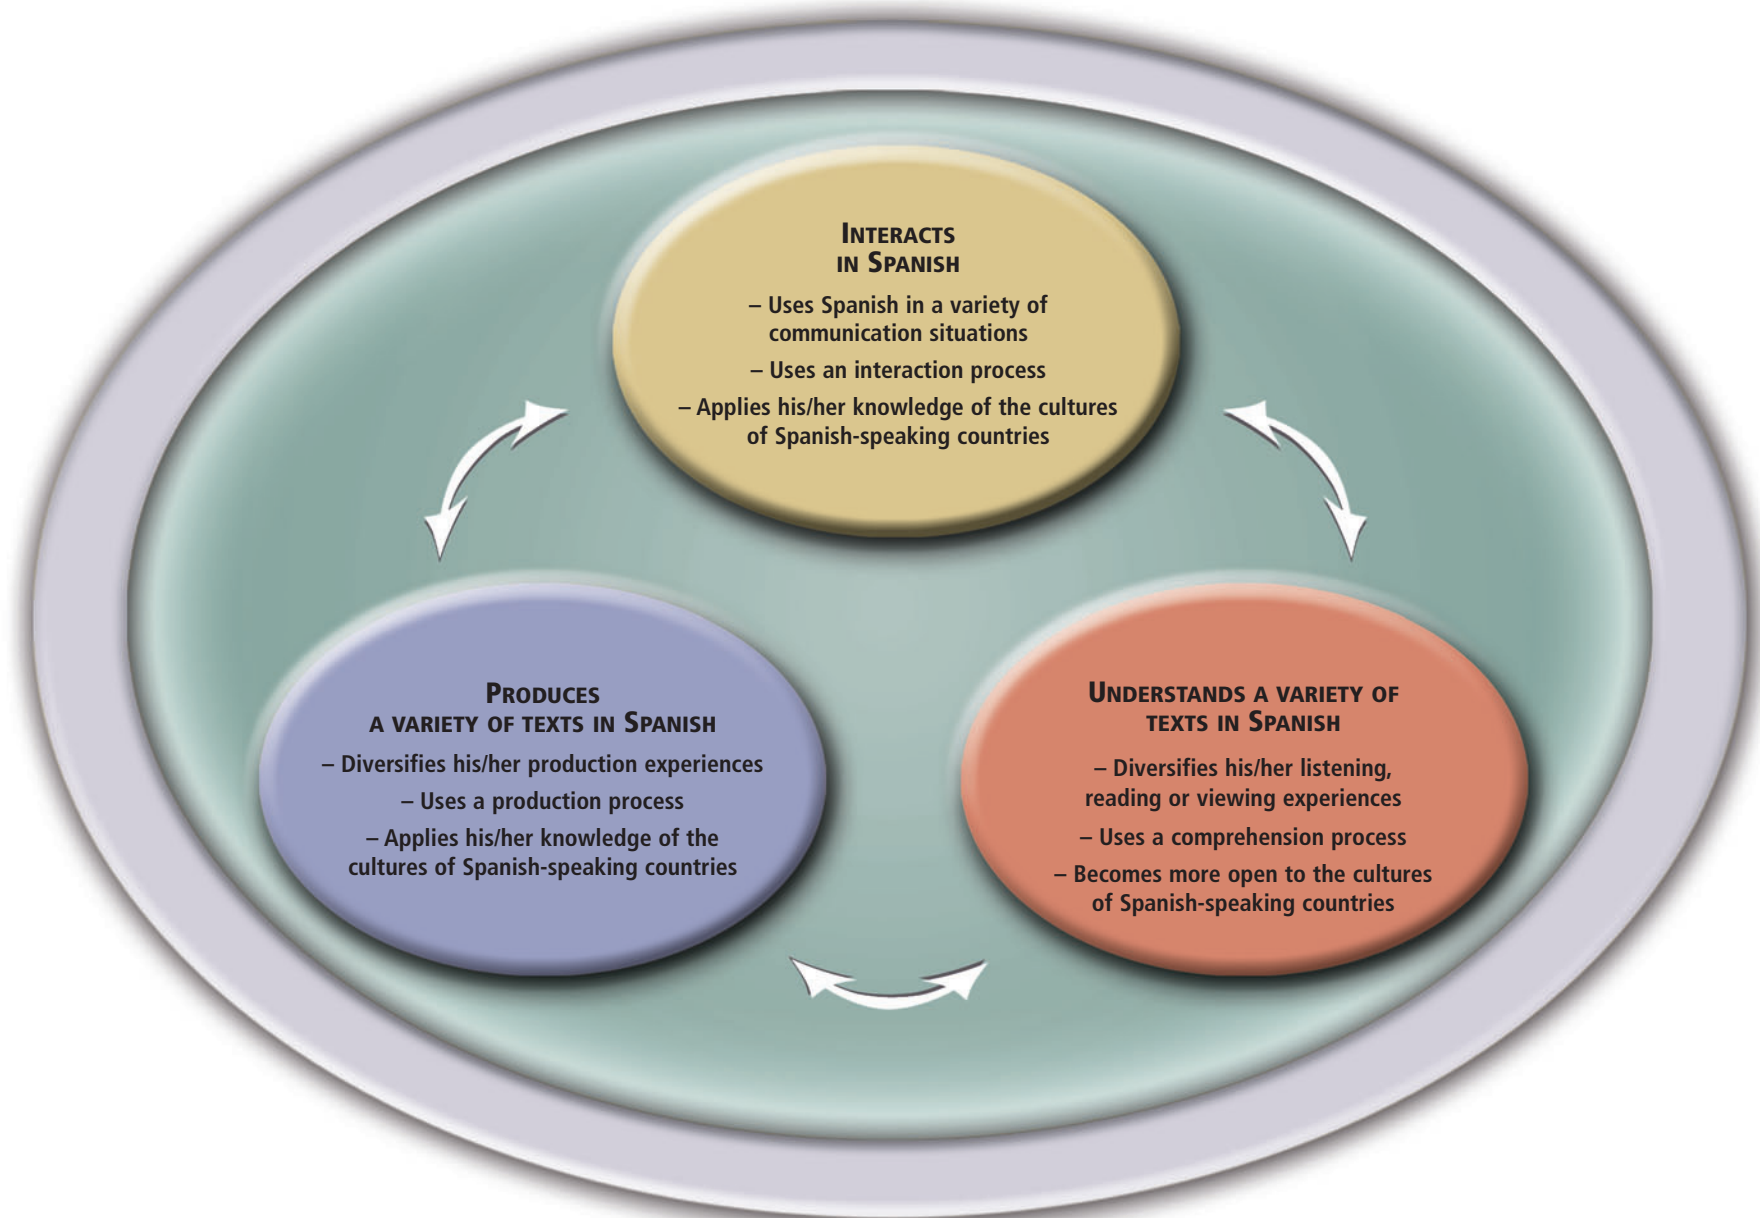 INTERACTS
IN SPANISH
– Uses Spanish in a variety of
communication situations
– Uses an interaction process
– Applies his/her knowledge of the cultures
of Spanish-speaking countries
PRODUCES
A VARIETY OF TEXTS IN SPANISH
– Diversifies his/her production experiences
– Uses a production process
– Applies his/her knowledge of the
cultures of Spanish-speaking countries
UNDERSTANDS A VARIETY OF
TEXTS IN SPANISH
– Diversifies his/her listening,
reading or viewing experiences
– Uses a comprehension process
– Becomes more open to the cultures
of Spanish-speaking countries